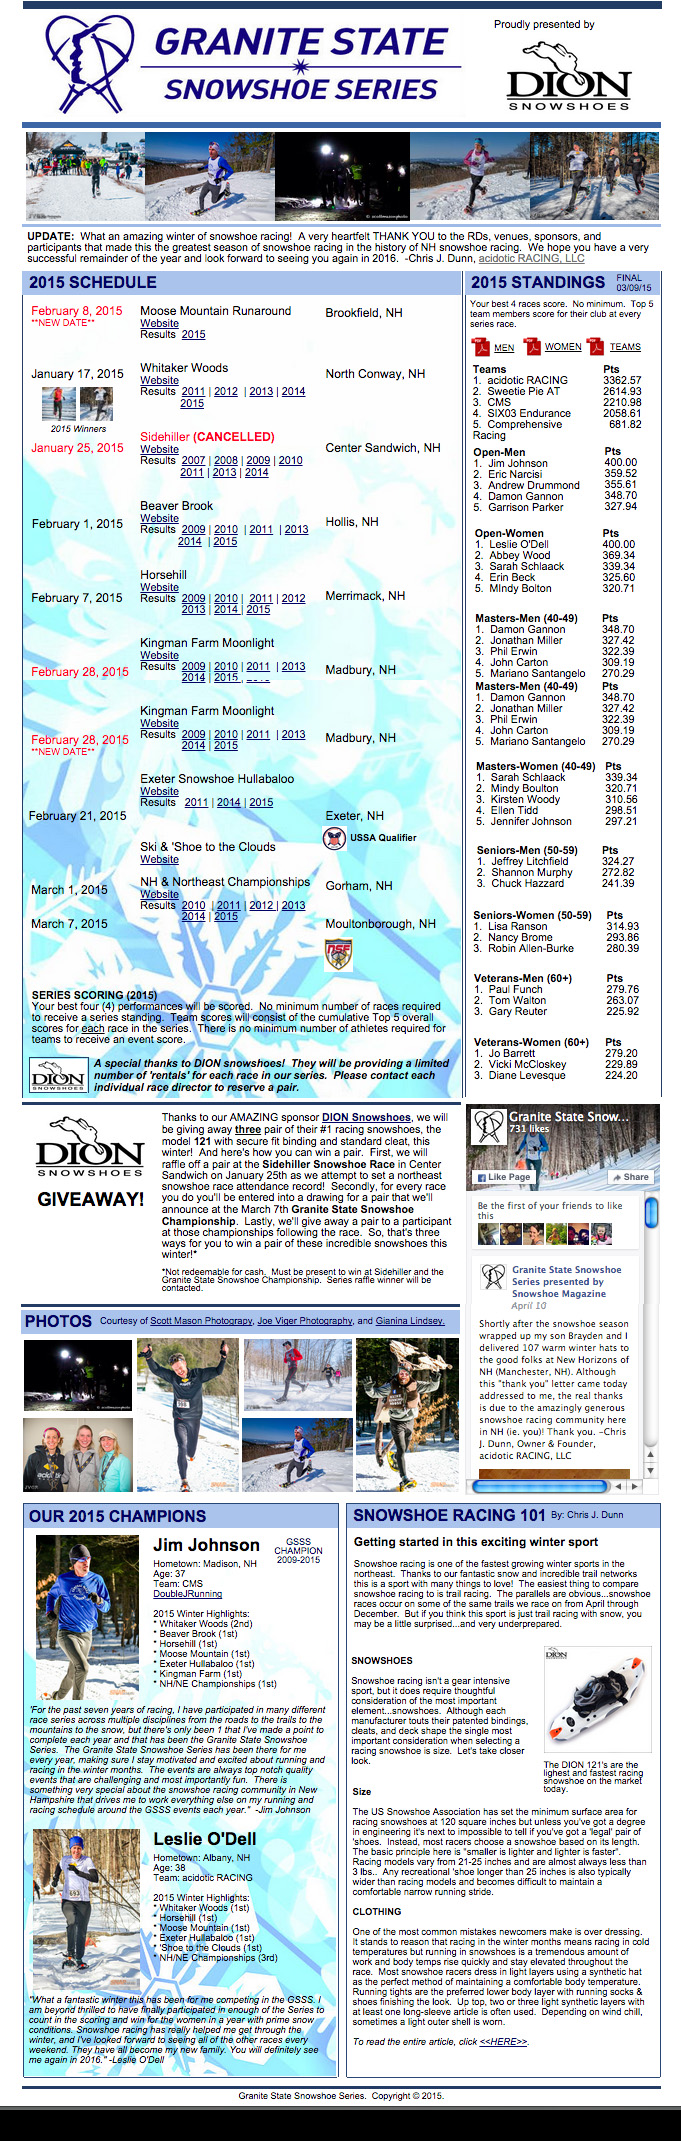 GRANITE STATE
SNOWSHOE SERIES
Proudly presented by
DION
SNOWSHOES
UPDATE: What an amazing winter of snowshoe racing! A very heartfelt THANK YOU to the RDs, venues, sponsors, and
participants that made this the greatest season of snowshoe racing in the history of NH snowshoe racing. We hope you have a very
successful remainder of the year and look forward to seeing you again in 2016. -Chris J. Dunn, acidotic RACING, LLC
2015 SCHEDULE
February 8, 2015 Moose Mountain Runaround Brookfield, NH
**NEW DATE** Website
Results 2015
Whitaker Woods
January 17, 2015 Website North Conway, NH
Results 2011 | 2012 | 2013 | 2014
2015
2015 Winners
Sidehiller (CANCELLED)
January 25, 2015 Website Center Sandwich, NH
Results 2007 | 2008 | 2009 | 2010
2011 | 2013 | 2014
Beaver Brook
February 1, 2015 Website Hollis, NH
Results 2009 | 2010 | 2011 | 2013
2014 | 2015
Horsehill
Website
February 7, 2015 Results 2009 | 2010 | 2011 | 2012 Merrimack, NH
2013 | 2014 | 2015
Kingman Farm Moonlight
Website
Results 2009 | 2010 | 2011 | 2013
February 28, 2015 2014 | 2015 Madbury, NH
Kingman Farm Moonlight
Website
Results 2009 | 2010 | 2011 | 2013
February 28, 2015 2014 | 2015 Madbury, NH
**NEW DATE**
Exeter Snowshoe Hullabaloo
Website
Results 2011 | 2014 | 2015
February 21, 2015 Exeter, NH
USSA Qualifier
Ski & 'Shoe to the Clouds
Website
NH & Northeast Championships
March 1, 2015 Website Gorham, NH
Results 2010 | 2011 | 2012 | 2013
2014 | 2015
March 7, 2015 Moultonborough, NH
SERIES SCORING (2015)
Your best four (4) performances will be scored. No minimum number of races required
to receive a series standing. Team scores will consist of the cumulative Top 5 overall
scores for each race in the series. There is no minimum number of athletes required for
teams to receive an event score.
DION
SNOWSHOES
A special thanks to DION snowshoes! They will be providing a limited
number of 'rentals' for each race in our series. Please contact each
individual race director to reserve a pair.
2015 STANDINGS FINAL
03/09/15
Your best 4 races score. No minimum. Top 5
team members score for their club at every
series race.
MEN WOMEN TEAMS
Teams Pts
1. acidotic RACING 3362.57
2. Sweetie Pie AT 2614.93
3. CMS 2210.98
4. SIX03 Endurance 2058.61
5. Comprehensive 681.82
Racing
Open-Men Pts
1. Jim Johnson 400.00
2. Eric Narcisi 359.52
3. Andrew Drummond 355.61
4. Damon Gannon 348.70
5. Garrison Parker 327.94
Open-Women Pts
1. Leslie O'Dell 400.00
2. Abbey Wood 369.34
3. Sarah Schlaack 339.34
4. Erin Beck 325.60
5. MIndy Bolton 320.71
Masters-Men (40-49) Pts
1. Damon Gannon 348.70
2. Jonathan Miller 327.42
3. Phil Erwin 322.39
4. John Carton 309.19
5. Mariano Santangelo 270.29
Masters-Men (40-49) Pts
1. Damon Gannon 348.70
2. Jonathan Miller 327.42
3. Phil Erwin 322.39
4. John Carton 309.19
5. Mariano Santangelo 270.29
Masters-Women (40-49) Pts
1. Sarah Schlaack 339.34
2. Mindy Boulton 320.71
3. Kirsten Woody 310.56
4. Ellen Tidd 298.51
5. Jennifer Johnson 297.21
Seniors-Men (50-59) Pts
1. Jeffrey Litchfield 324.27
2. Shannon Murphy 272.82
3. Chuck Hazzard 241.39
Seniors-Women (50-59) Pts
1. Lisa Ranson 314.93
2. Nancy Brome 293.86
3. Robin Allen-Burke 280.39
Veterans-Men (60+) Pts
1. Paul Funch 279.76
2. Tom Walton 263.07
3. Gary Reuter 225.92
Veterans-Women (60+) Pts
1. Jo Barrett 279.20
2. Vicki McCloskey 229.89
3. Diane Levesque 224.20
DION
SNOWSHOES
GIVEAWAY!
Thanks to our AMAZING sponsor DION Snowshoes, we will
be giving away three pair of their #1 racing snowshoes, the
model 121 with secure fit binding and standard cleat, this
winter! And here's how you can win a pair. First, we will
raffle off a pair at the Sidehiller Snowshoe Race in Center
Sandwich on January 25th as we attempt to set a northeast
snowshoe race attendance record! Secondly, for every race
you do you'll be entered into a drawing for a pair that we'll
announce at the March 7th Granite State Snowshoe
Championship. Lastly, we'll give away a pair to a participant
at those championships following the race. So, that's three
ways for you to win a pair of these incredible snowshoes this
winter!*
*Not redeemable for cash. Must be present to win at Sidehiller and the
Granite State Snowshoe Championship. Series raffle winner will be
contacted.
Granite State Snow...
731 likes
Like Page Share
Be the first of your friends to like
this
Granite State Snowshoe
Series presented by
Snowshoe Magazine
April 10
Shortly after the snowshoe season
wrapped up my son Brayden and I
delivered 107 warm winter hats to
the good folks at New Horizons of
NH (Manchester, NH). Although
this "thank you" letter came today
addressed to me, the real thanks
is due to the amazingly generous
snowshoe racing community here
in NH (ie. you)! Thank you. -Chris
J. Dunn, Owner & Founder,
acidotic RACING, LLC
PHOTOS Courtesy of Scott Mason Photograpy, Joe Viger Photography, and Gianina Lindsey.
OUR 2015 CHAMPIONS
Jim Johnson
GSSS
CHAMPION
2009-2015
Hometown: Madison, NH
Age: 37
Team: CMS
DoubleJRunning
2015 Winter Highlights:
* Whitaker Woods (2nd)
* Beaver Brook (1st)
* Horsehill (1st)
* Moose Mountain (1st)
* Exeter Hullabaloo (1st)
* Kingman Farm (1st)
* NH/NE Championships (1st)
'For the past seven years of racing, I have participated in many different
race series across multiple disciplines from the roads to the trails to the
mountains to the snow, but there's only been 1 that I've made a point to
complete each year and that has been the Granite State Snowshoe
Series. The Granite State Snowshoe Series has been there for me
every year, making sure I stay motivated and excited about running and
racing in the winter months. The events are always top notch quality
events that are challenging and most importantly fun. There is
something very special about the snowshoe racing community in New
Hampshire that drives me to work everything else on my running and
racing schedule around the GSSS events each year." -Jim Johnson
Leslie O'Dell
Hometown: Albany, NH
Age: 38
Team: acidotic RACING
2015 Winter Highlights:
* Whitaker Woods (1st)
* Horsehill (1st)
* Moose Mountain (1st)
* Exeter Hullabaloo (1st)
* 'Shoe to the Clouds (1st)
* NH/NE Championships (3rd)
"What a fantastic winter this has been for me competing in the GSSS. I
am beyond thrilled to have finally participated in enough of the Series to
count in the scoring and win for the women in a year with prime snow
conditions. Snowshoe racing has really helped me get through the
winter, and I've looked forward to seeing all of the other races every
weekend. They have all become my new family. You will definitely see
me again in 2016." -Leslie O'Dell
SNOWSHOE RACING 101 By: Chris J. Dunn
Getting started in this exciting winter sport
Snowshoe racing is one of the fastest growing winter sports in the
northeast. Thanks to our fantastic snow and incredible trail networks
this is a sport with many things to love! The easiest thing to compare
snowshoe racing to is trail racing. The parallels are obvious...snowshoe
races occur on some of the same trails we race on from April through
December. But if you think this sport is just trail racing with snow, you
may be a little surprised...and very underprepared.
SNOWSHOES
Snowshoe racing isn't a gear intensive
sport, but it does require thoughtful
consideration of the most important
element...snowshoes. Although each
manufacturer touts their patented bindings,
cleats, and deck shape the single most
important consideration when selecting a
racing snowshoe is size. Let's take closer
look.
DION
The DION 121's are the
lighest and fastest racing
snowshoe on the market
today.
Size
The US Snowshoe Association has set the minimum surface area for
racing snowshoes at 120 square inches but unless you've got a degree
in engineering it's next to impossible to tell if you've got a 'legal' pair of
'shoes. Instead, most racers choose a snowshoe based on its length.
The basic principle here is "smaller is lighter and lighter is faster".
Racing models vary from 21-25 inches and are almost always less than
3 lbs.. Any recreational 'shoe longer than 25 inches is also typically
wider than racing models and becomes difficult to maintain a
comfortable narrow running stride.
CLOTHING
One of the most common mistakes newcomers make is over dressing.
It stands to reason that racing in the winter months means racing in cold
temperatures but running in snowshoes is a tremendous amount of
work and body temps rise quickly and stay elevated throughout the
race. Most snowshoe racers dress in light layers using a synthetic hat
as the perfect method of maintaining a comfortable body temperature.
Running tights are the preferred lower body layer with running socks &
shoes finishing the look. Up top, two or three light synthetic layers with
at least one long-sleeve article is often used. Depending on wind chill,
sometimes a light outer shell is worn.
To read the entire article, click <<HERE>>.
Granite State Snowshoe Series. Copyright © 2015.